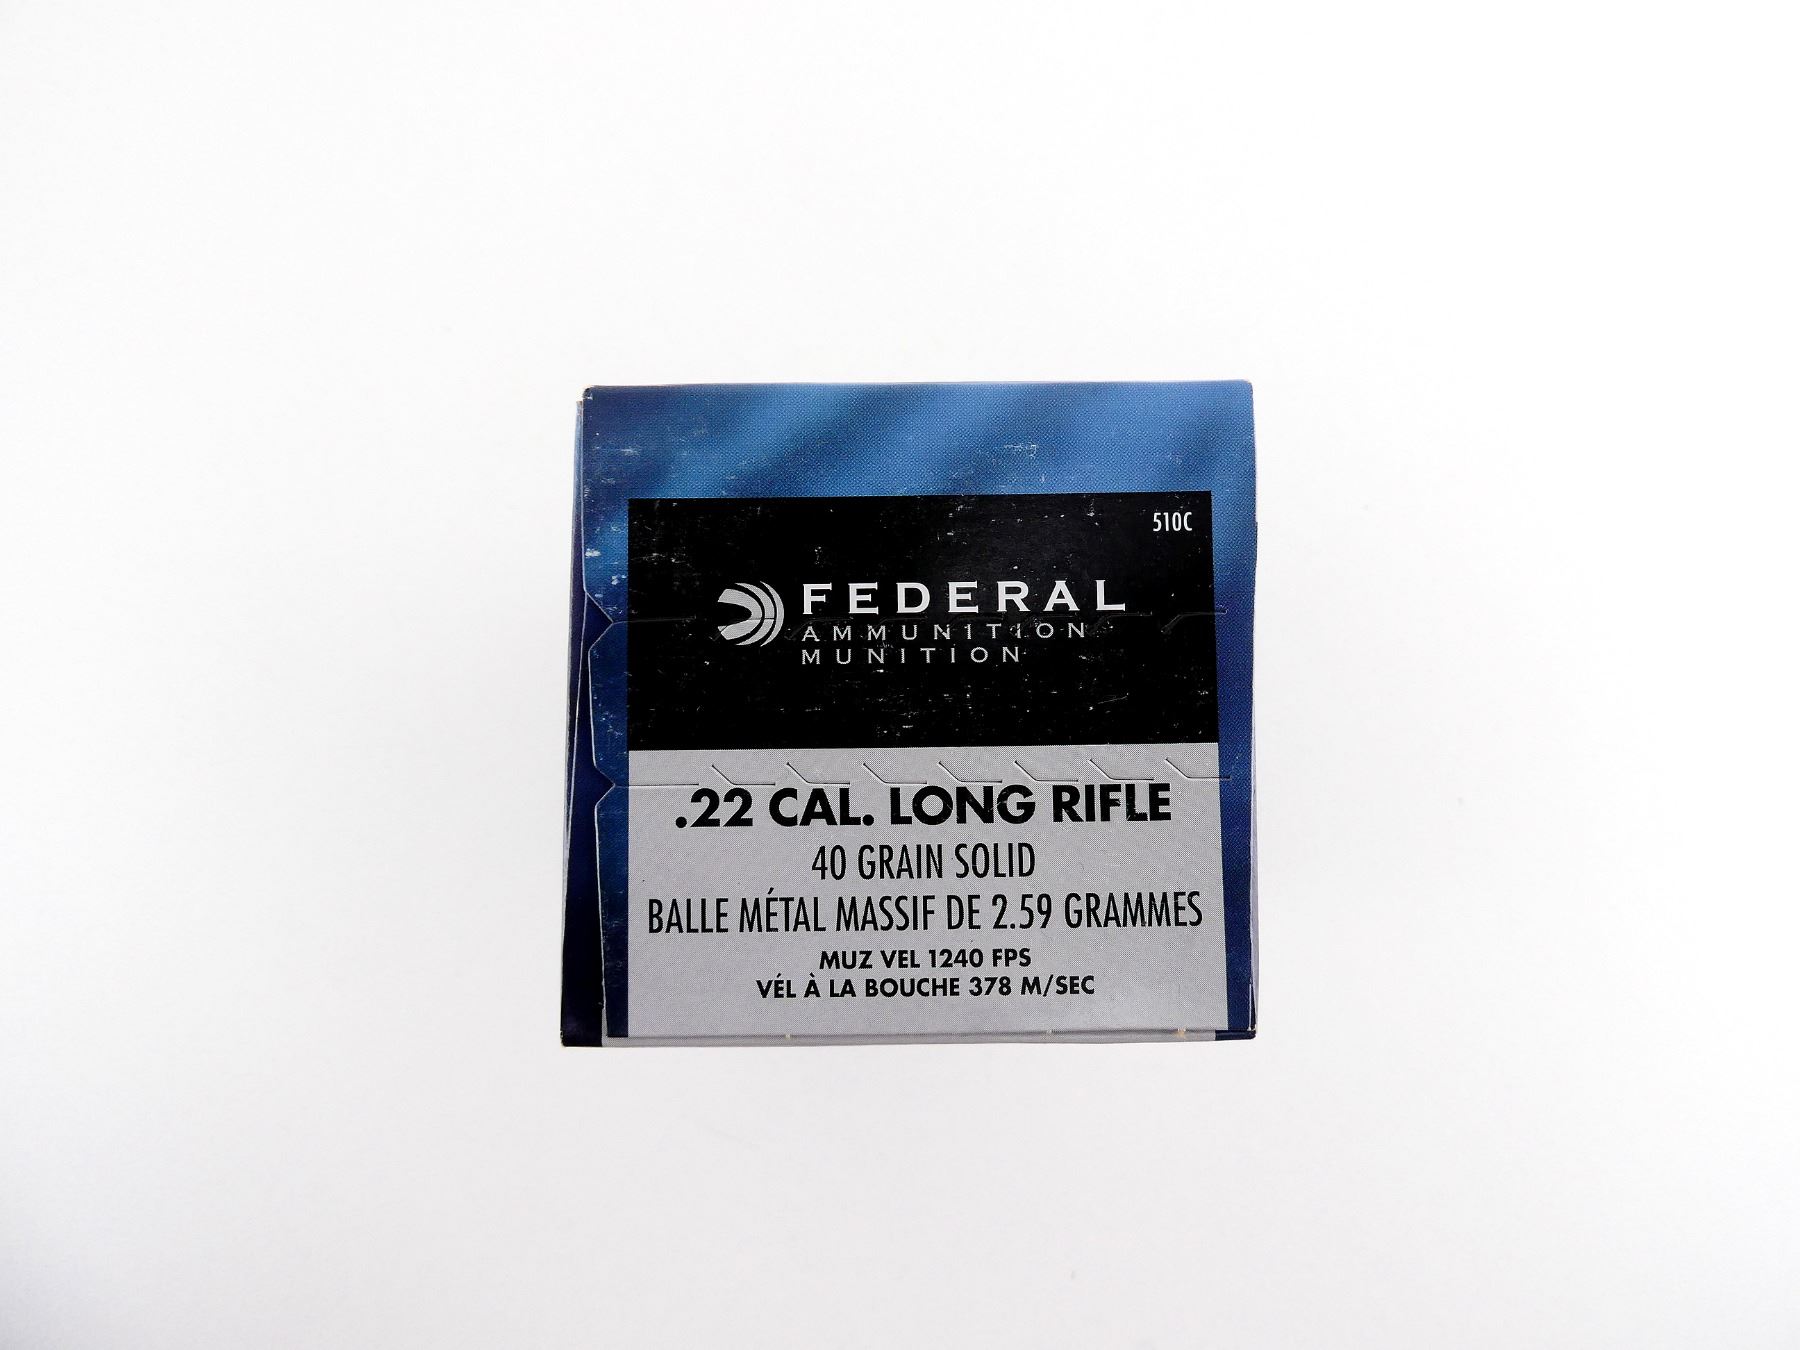 510C
FEDERAL
AMMUNITION
MUNITION
.22 CAL. LONG RIFLE
40 GRAIN SOLID
BALLE MÉTAL MASSIF DE 2.59 GRAMMES
MUZ VEL 1240 FPS
VÉL À LA BOUCHE 378 M/SEC